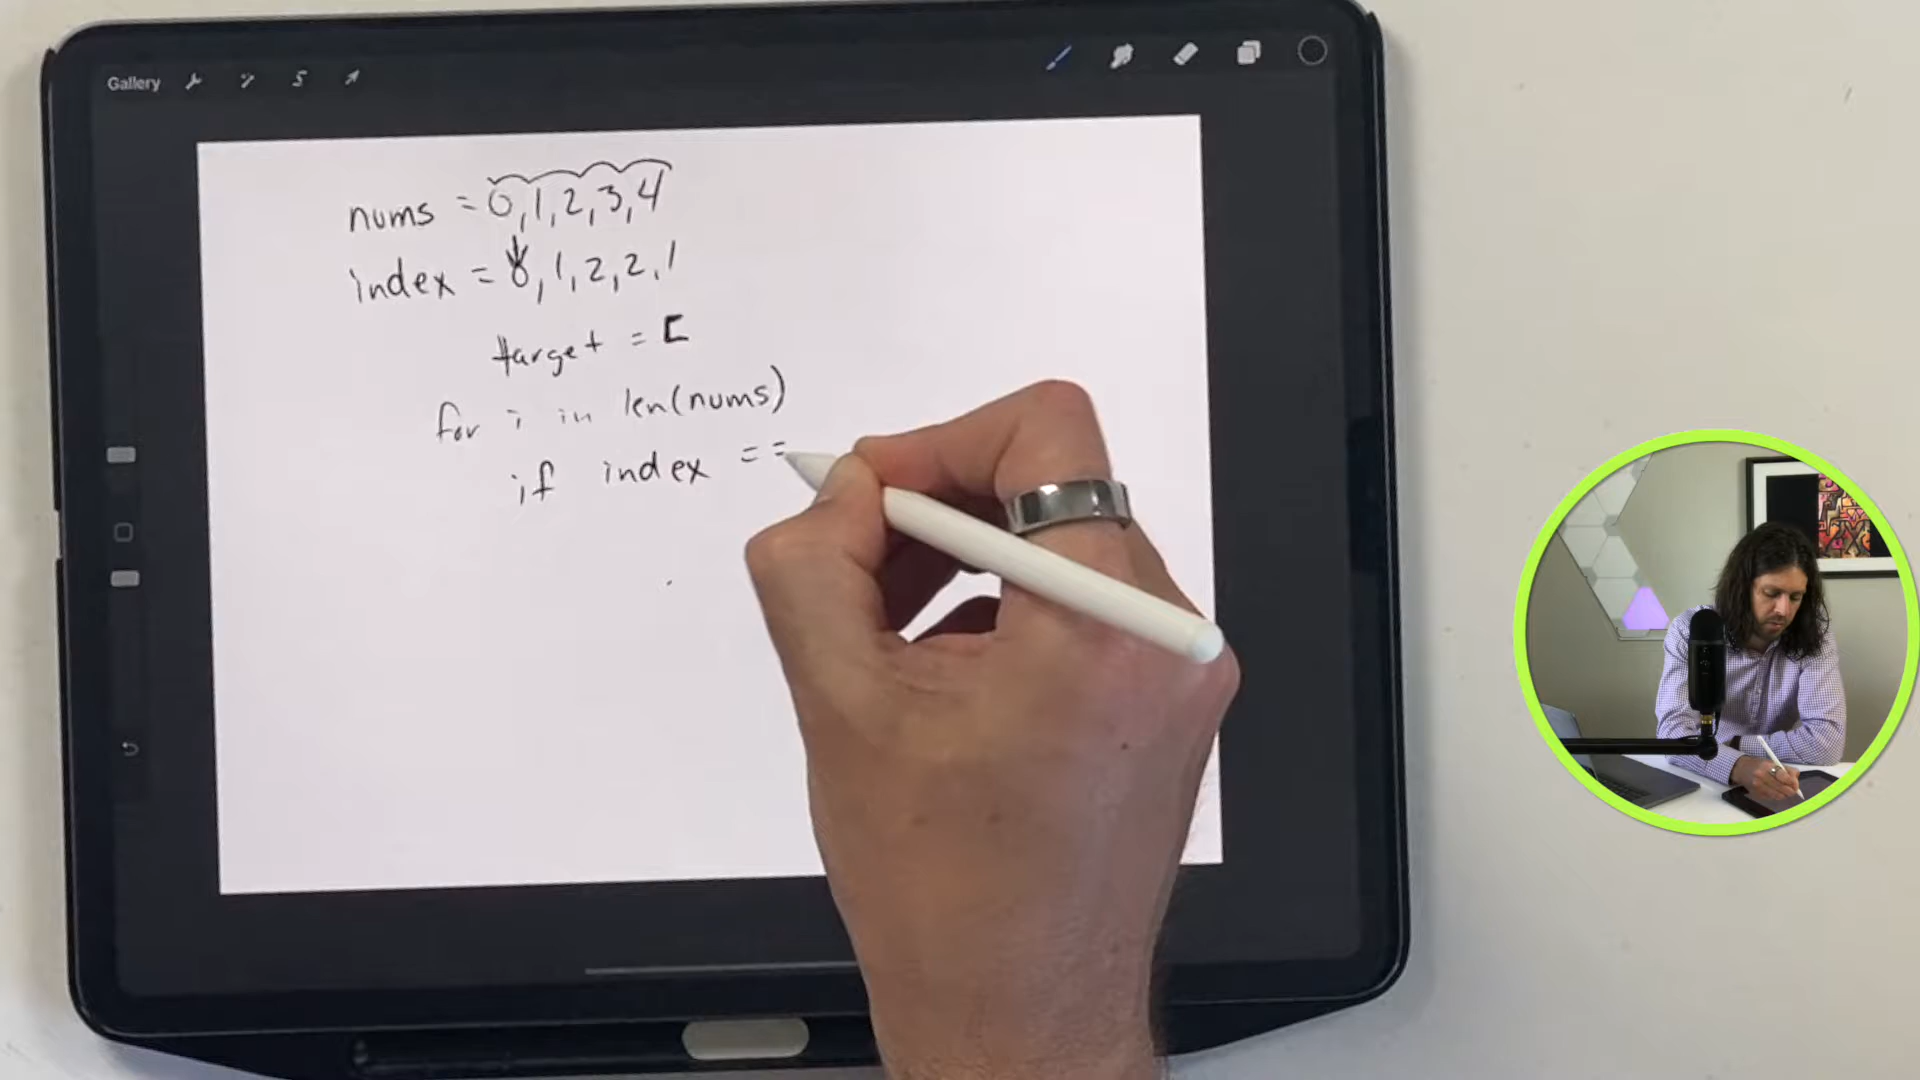 Gallery
nums = 0,1,2,3,4
index = 0,1,2,2,1
target = [
for i in len(nums)
if index ==